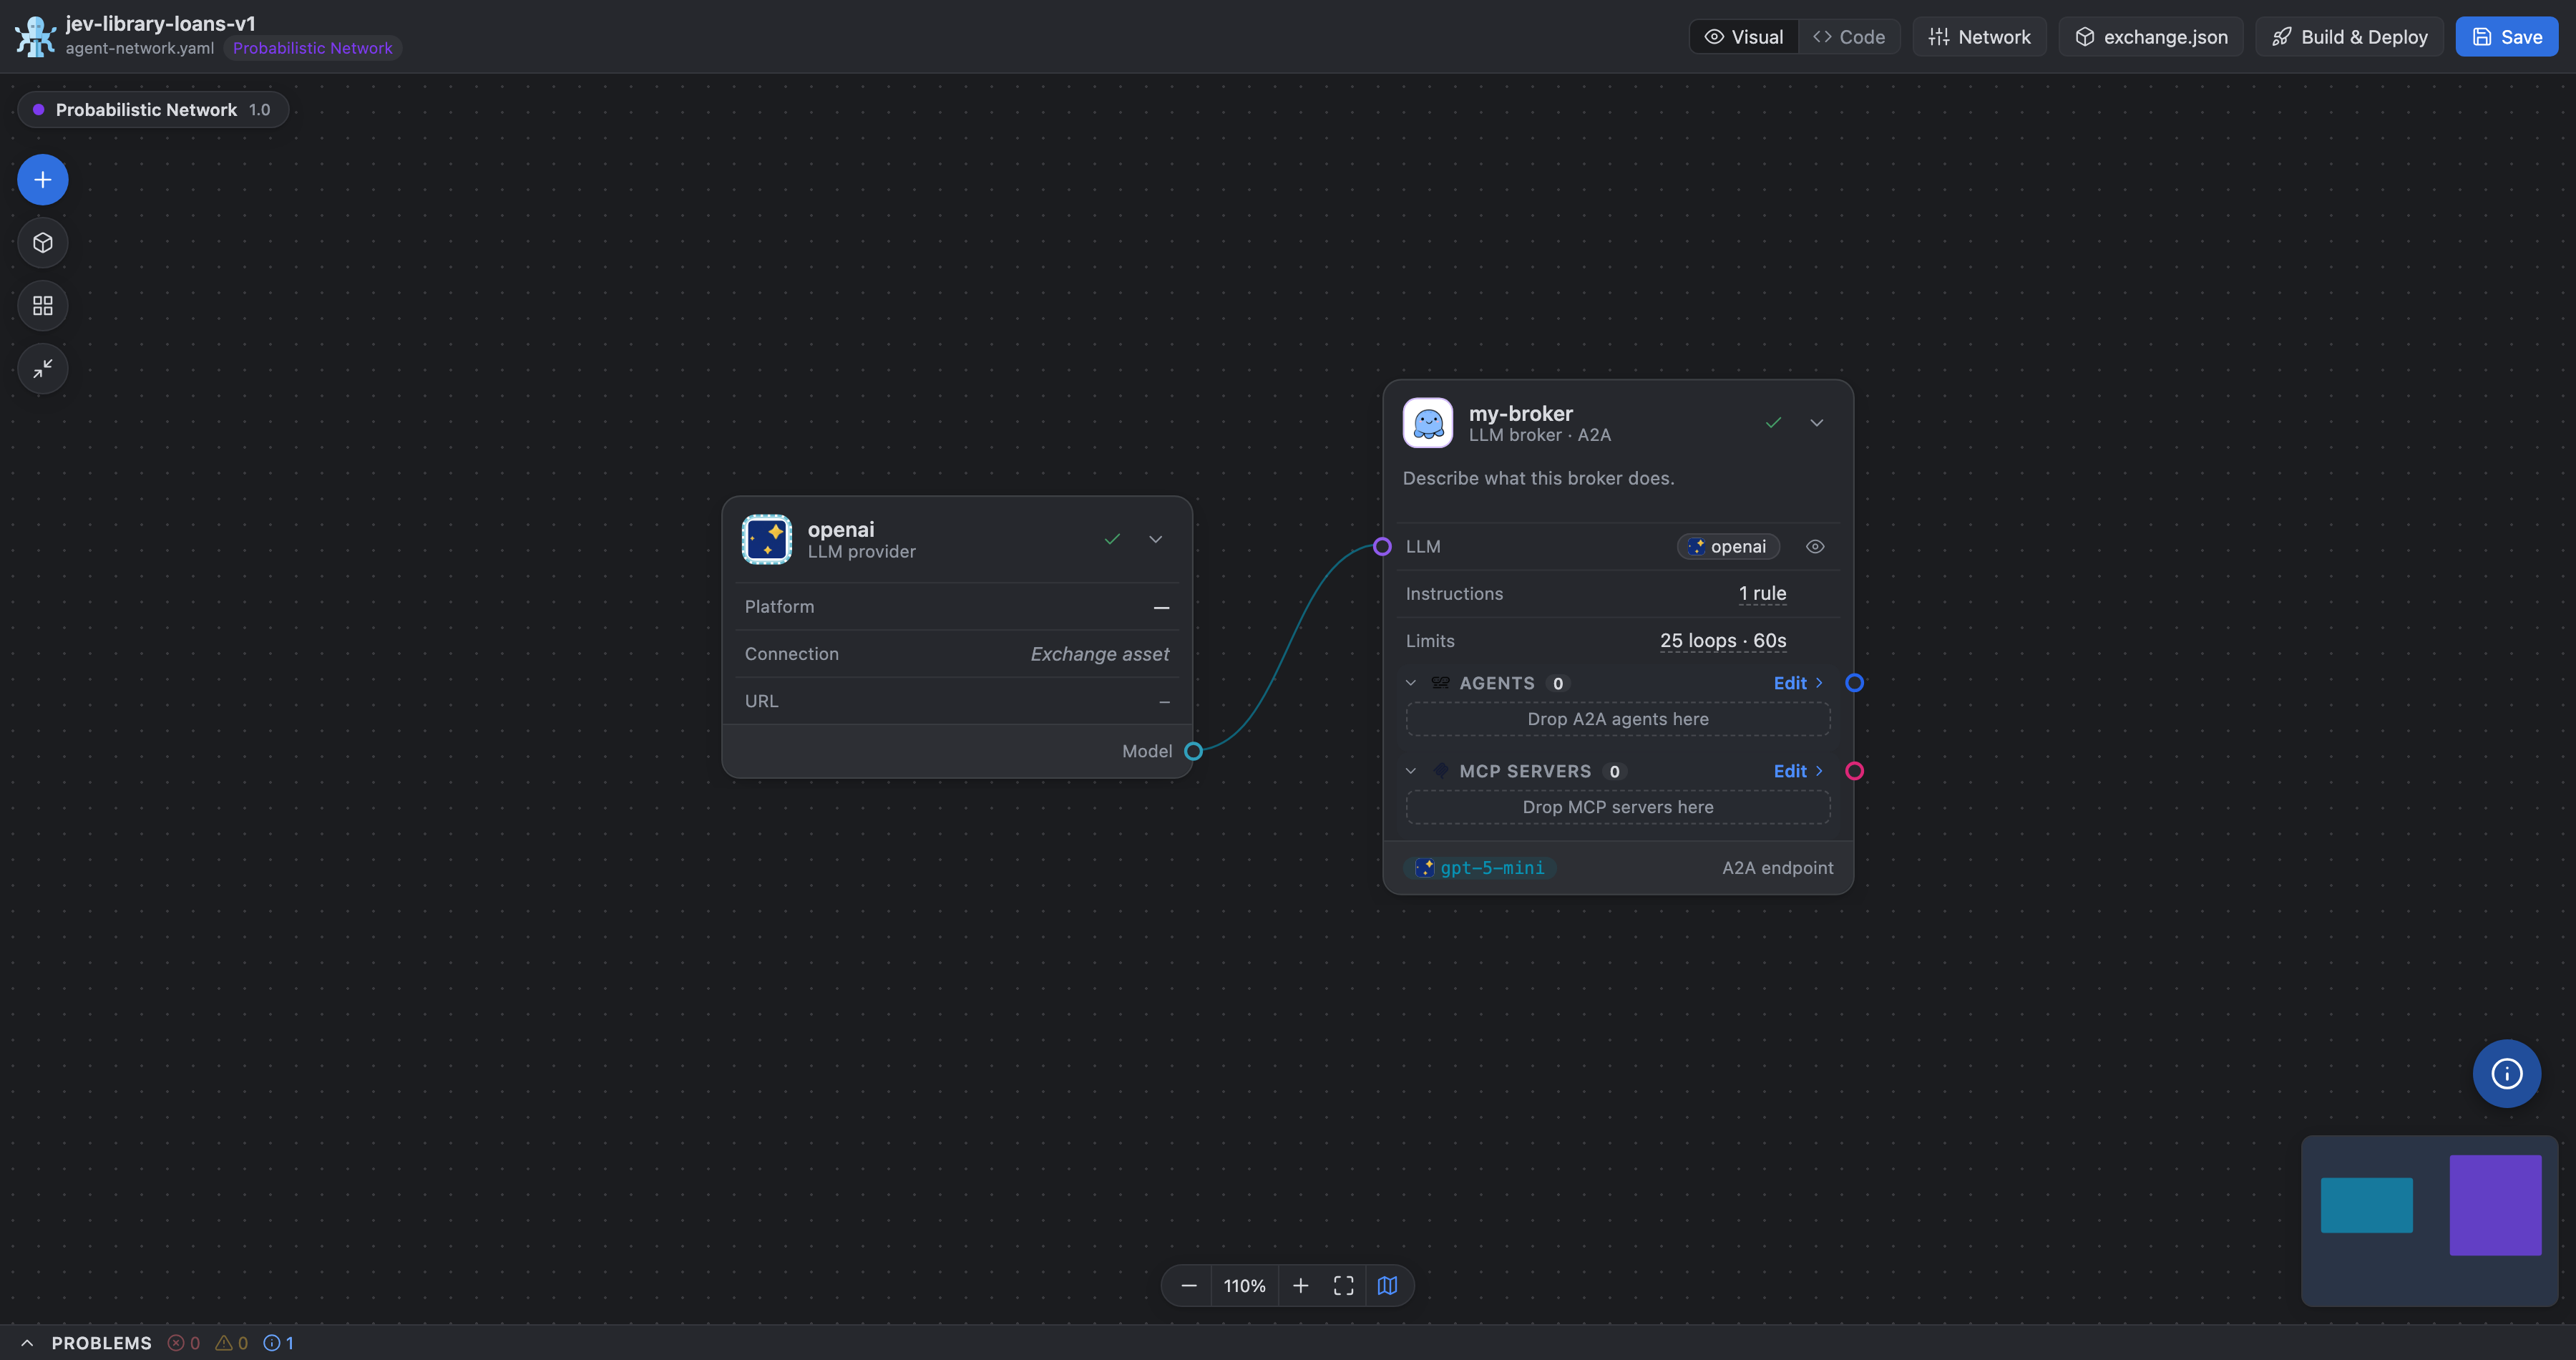 jev-library-loans-v1
agent-network.yaml Probabilistic Network
Visual Code Network exchange.json Build & Deploy Save
Probabilistic Network 1.0
openai
LLM provider
Platform —
Connection Exchange asset
URL –
Model
my-broker
LLM broker · A2A
Describe what this broker does.
LLM openai
Instructions 1 rule
Limits 25 loops · 60s
AGENTS 0 Edit
Drop A2A agents here
MCP SERVERS 0 Edit
Drop MCP servers here
gpt-5-mini A2A endpoint
110%
PROBLEMS 0 0 1